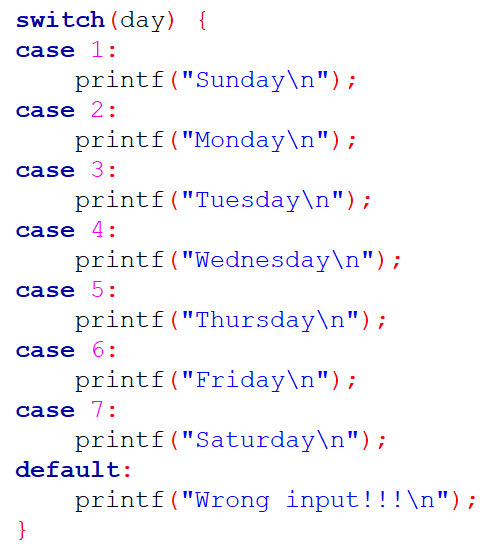 switch(day) {
case 1:
    printf("Sunday\n");
case 2:
    printf("Monday\n");
case 3:
    printf("Tuesday\n");
case 4:
    printf("Wednesday\n");
case 5:
    printf("Thursday\n");
case 6:
    printf("Friday\n");
case 7:
    printf("Saturday\n");
default:
    printf("Wrong input!!!\n");
}